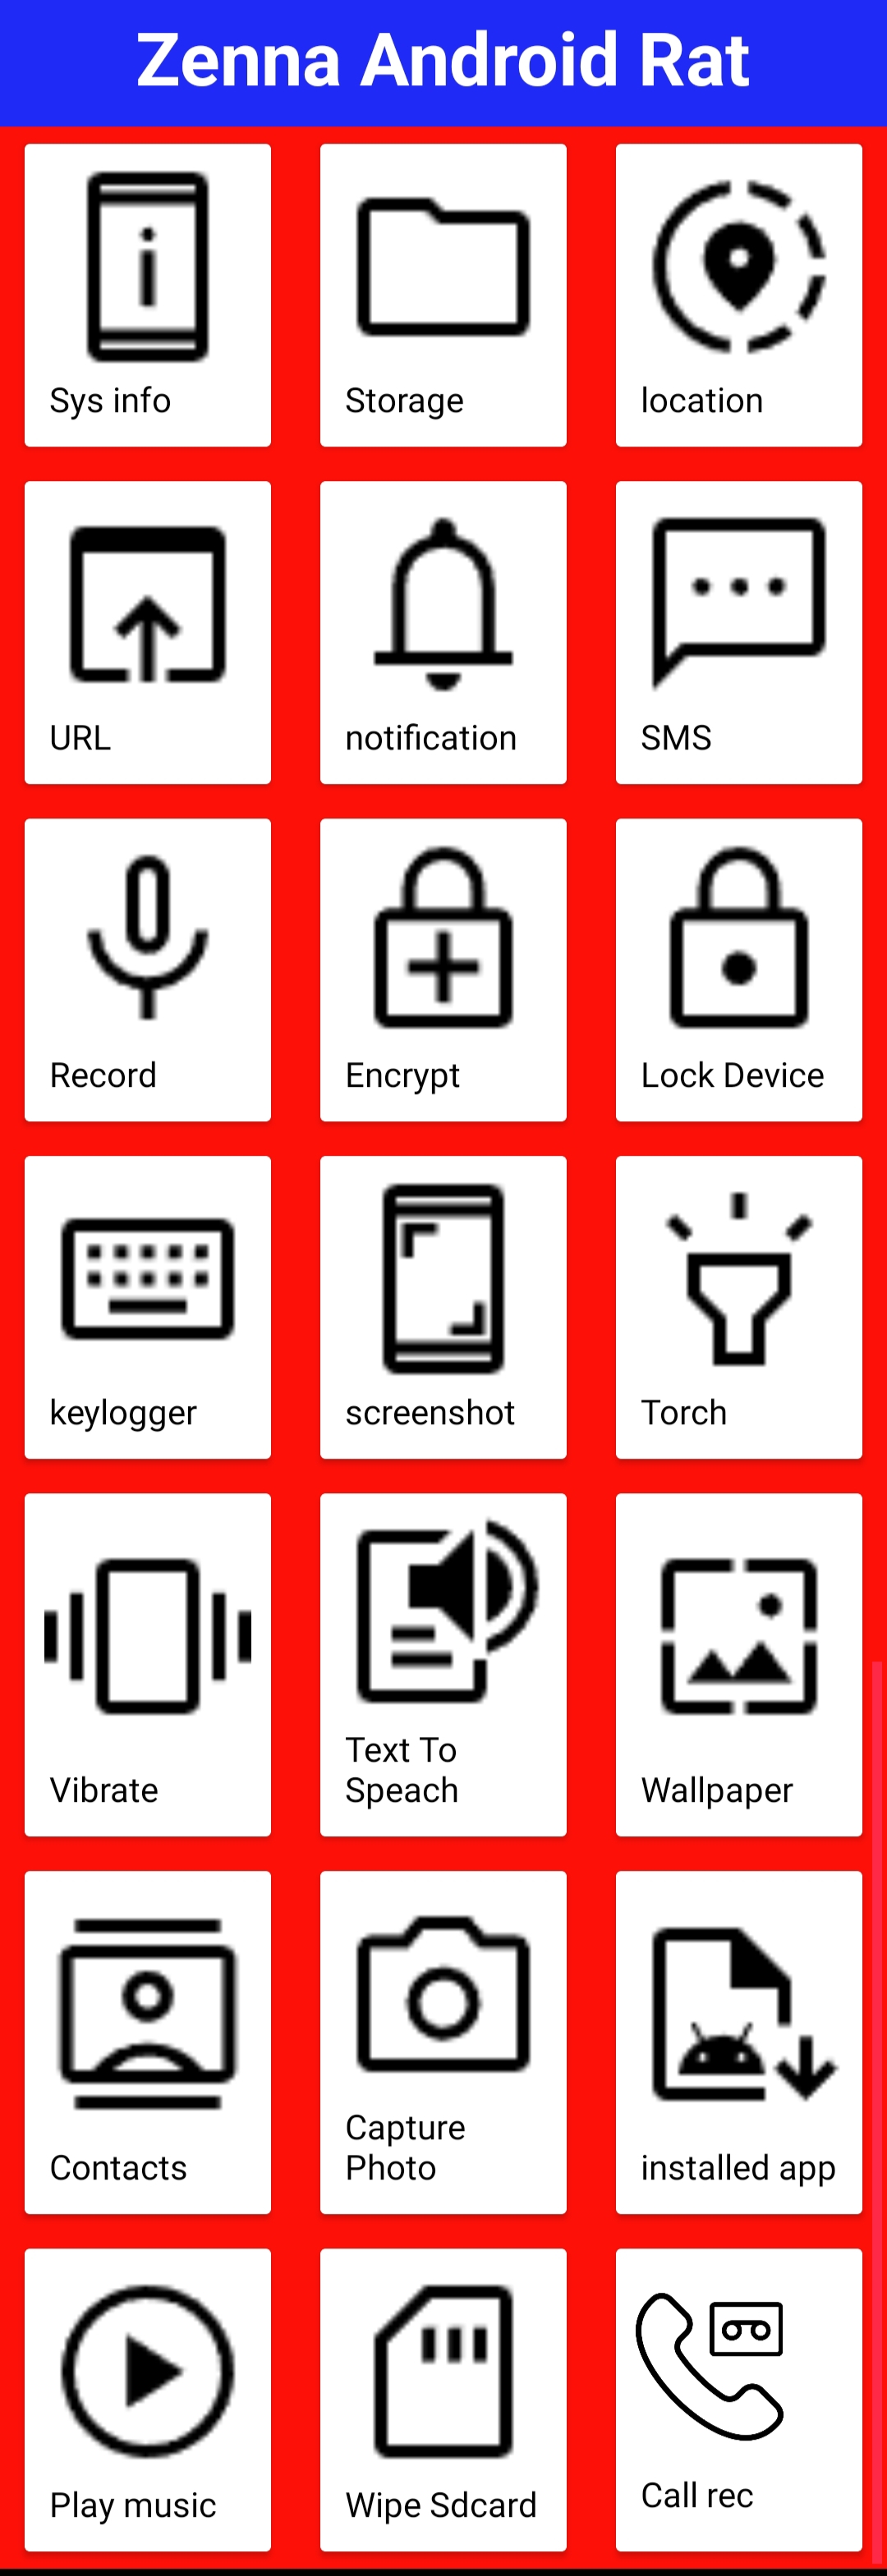 Zenna Android Rat
Sys info
Storage
location
URL
notification
SMS
Record
Encrypt
Lock Device
keylogger
screenshot
Torch
Vibrate
Text To
Speach
Wallpaper
Contacts
Capture
Photo
installed app
Play music
Wipe Sdcard
Call rec